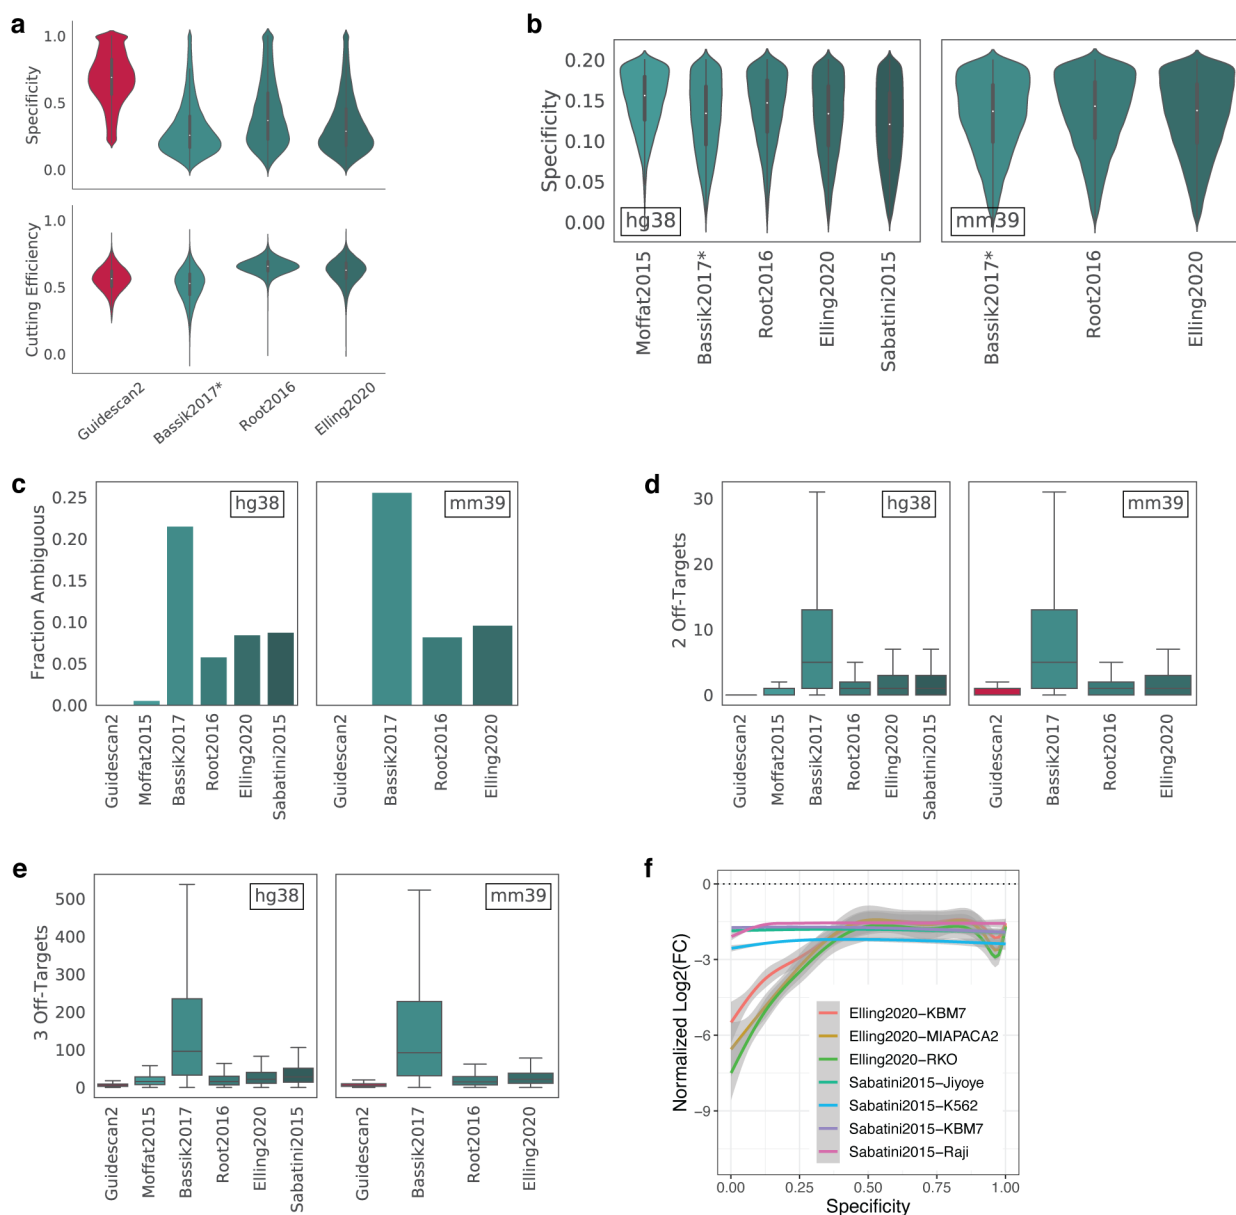 a
1.0
0.5
0.0
Specificity
1.0
0.5
0.0
Cutting Efficiency
Guidescan2
Bassik2017*
Root2016
Elling2020
b
0.20
0.15
0.10
0.05
0.00
Specificity
hg38
mm39
Moffat2015
Bassik2017*
Root2016
Elling2020
Sabatini2015
Bassik2017*
Root2016
Elling2020
c
0.25
0.20
0.15
0.10
0.05
0.00
Fraction Ambiguous
hg38
mm39
Guidescan2
Moffat2015
Bassik2017
Root2016
Elling2020
Sabatini2015
Guidescan2
Bassik2017
Root2016
Elling2020
d
30
20
10
0
2 Off-Targets
hg38
mm39
Guidescan2
Moffat2015
Bassik2017
Root2016
Elling2020
Sabatini2015
Guidescan2
Bassik2017
Root2016
Elling2020
e
500
400
300
200
100
0
3 Off-Targets
hg38
mm39
Guidescan2
Moffat2015
Bassik2017
Root2016
Elling2020
Sabatini2015
Guidescan2
Bassik2017
Root2016
Elling2020
f
0
−3
−6
−9
Normalized Log2(FC)
Elling2020−KBM7
Elling2020−MIAPACA2
Elling2020−RKO
Sabatini2015−Jiyoye
Sabatini2015−K562
Sabatini2015−KBM7
Sabatini2015−Raji
0.00
0.25
0.50
0.75
1.00
Specificity